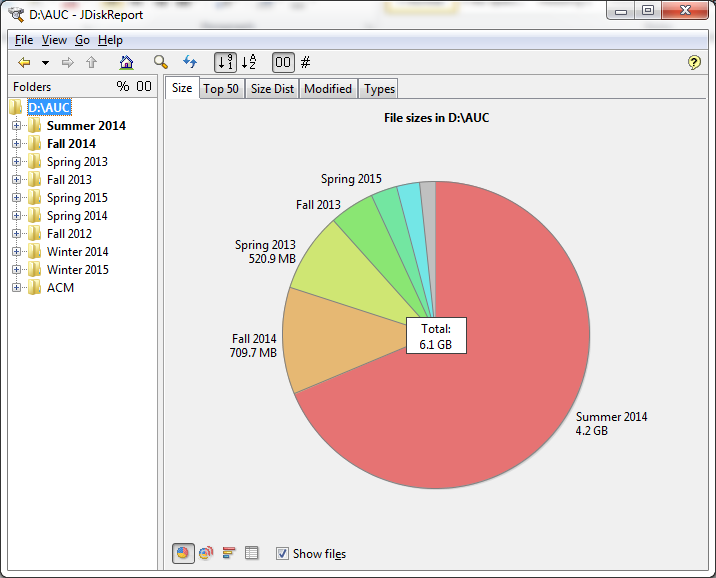 D:\AUC - JDiskReport
File View Go Help
Folders % 00
D:\AUC
Summer 2014
Fall 2014
Spring 2013
Fall 2013
Spring 2015
Spring 2014
Fall 2012
Winter 2014
Winter 2015
ACM
Size Top 50 Size Dist Modified Types
File sizes in D:\AUC
Spring 2015
Fall 2013
Spring 2013
520.9 MB
Fall 2014
709.7 MB
Total:
6.1 GB
Summer 2014
4.2 GB
Show files